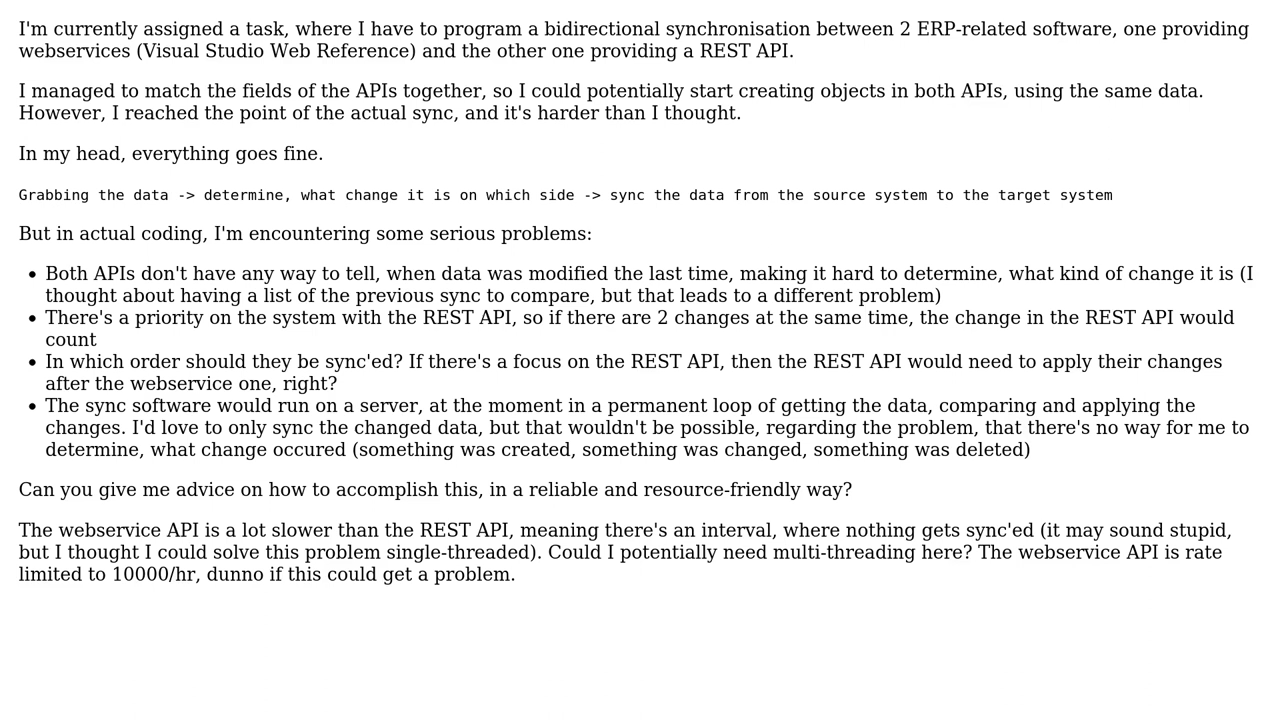 I'm currently assigned a task, where I have to program a bidirectional synchronisation between 2 ERP-related software, one providing
webservices (Visual Studio Web Reference) and the other one providing a REST API.
I managed to match the fields of the APIs together, so I could potentially start creating objects in both APIs, using the same data.
However, I reached the point of the actual sync, and it's harder than I thought.
In my head, everything goes fine.
Grabbing the data -> determine, what change it is on which side -> sync the data from the source system to the target system
But in actual coding, I'm encountering some serious problems:
• Both APIs don't have any way to tell, when data was modified the last time, making it hard to determine, what kind of change it is (I
thought about having a list of the previous sync to compare, but that leads to a different problem)
• There's a priority on the system with the REST API, so if there are 2 changes at the same time, the change in the REST API would
count
• In which order should they be sync'ed? If there's a focus on the REST API, then the REST API would need to apply their changes
after the webservice one, right?
• The sync software would run on a server, at the moment in a permanent loop of getting the data, comparing and applying the
changes. I'd love to only sync the changed data, but that wouldn't be possible, regarding the problem, that there's no way for me to
determine, what change occured (something was created, something was changed, something was deleted)
Can you give me advice on how to accomplish this, in a reliable and resource-friendly way?
The webservice API is a lot slower than the REST API, meaning there's an interval, where nothing gets sync'ed (it may sound stupid,
but I thought I could solve this problem single-threaded). Could I potentially need multi-threading here? The webservice API is rate
limited to 10000/hr, dunno if this could get a problem.